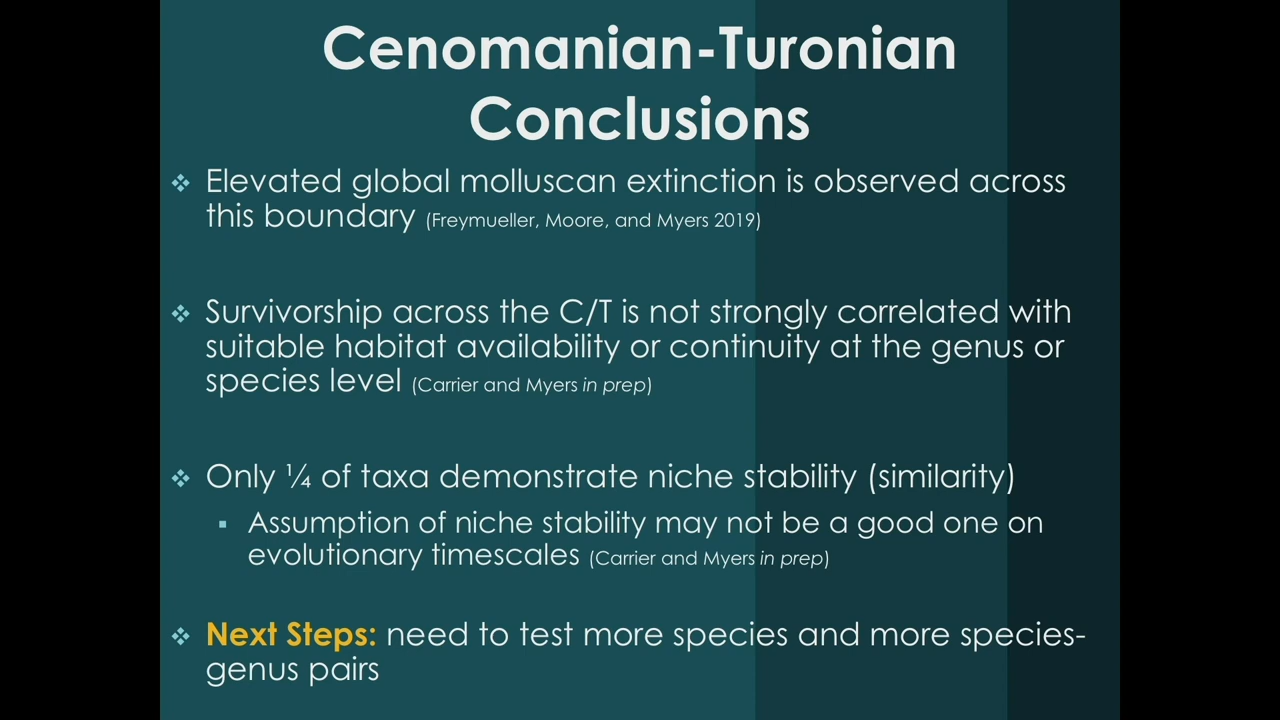 Cenomanian-Turonian
Conclusions
Elevated global molluscan extinction is observed across
this boundary (Freymueller, Moore, and Myers 2019)
Survivorship across the C/T is not strongly correlated with
suitable habitat availability or continuity at the genus or
species level (Carrier and Myers in prep)
Only ¼ of taxa demonstrate niche stability (similarity)
Assumption of niche stability may not be a good one on
evolutionary timescales (Carrier and Myers in prep)
Next Steps: need to test more species and more species-
genus pairs